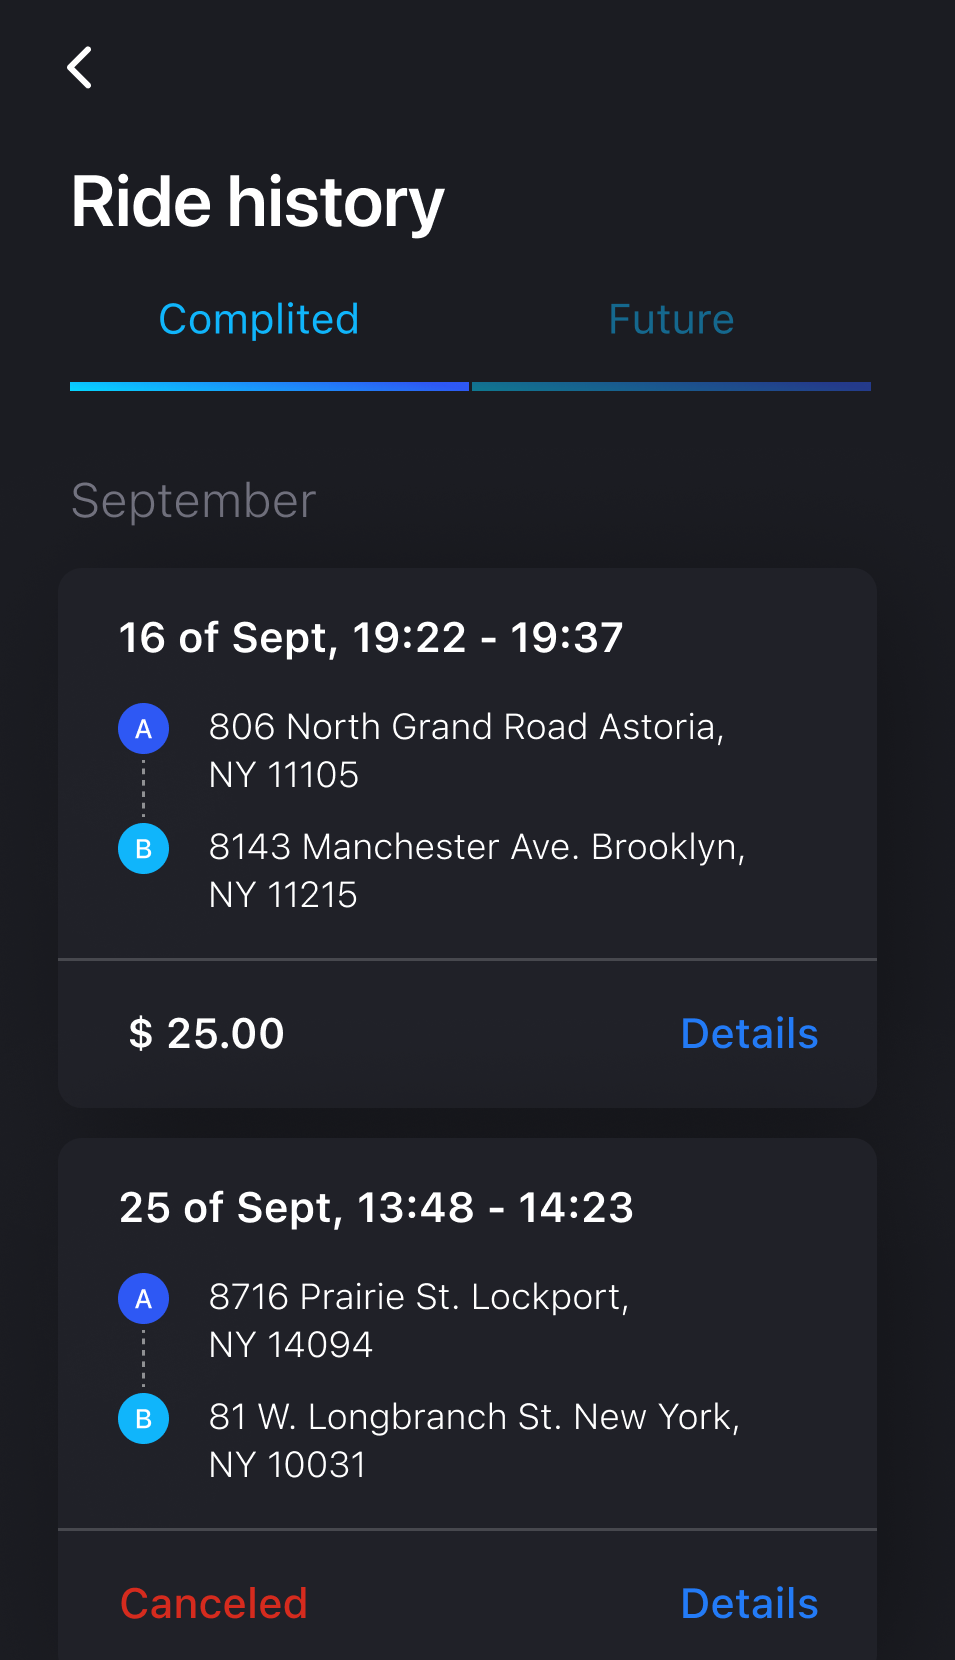 Ride history
Complited Future
September
16 of Sept, 19:22 - 19:37
A 806 North Grand Road Astoria,
NY 11105
B 8143 Manchester Ave. Brooklyn,
NY 11215
$ 25.00 Details
25 of Sept, 13:48 - 14:23
A 8716 Prairie St. Lockport,
NY 14094
B 81 W. Longbranch St. New York,
NY 10031
Canceled Details